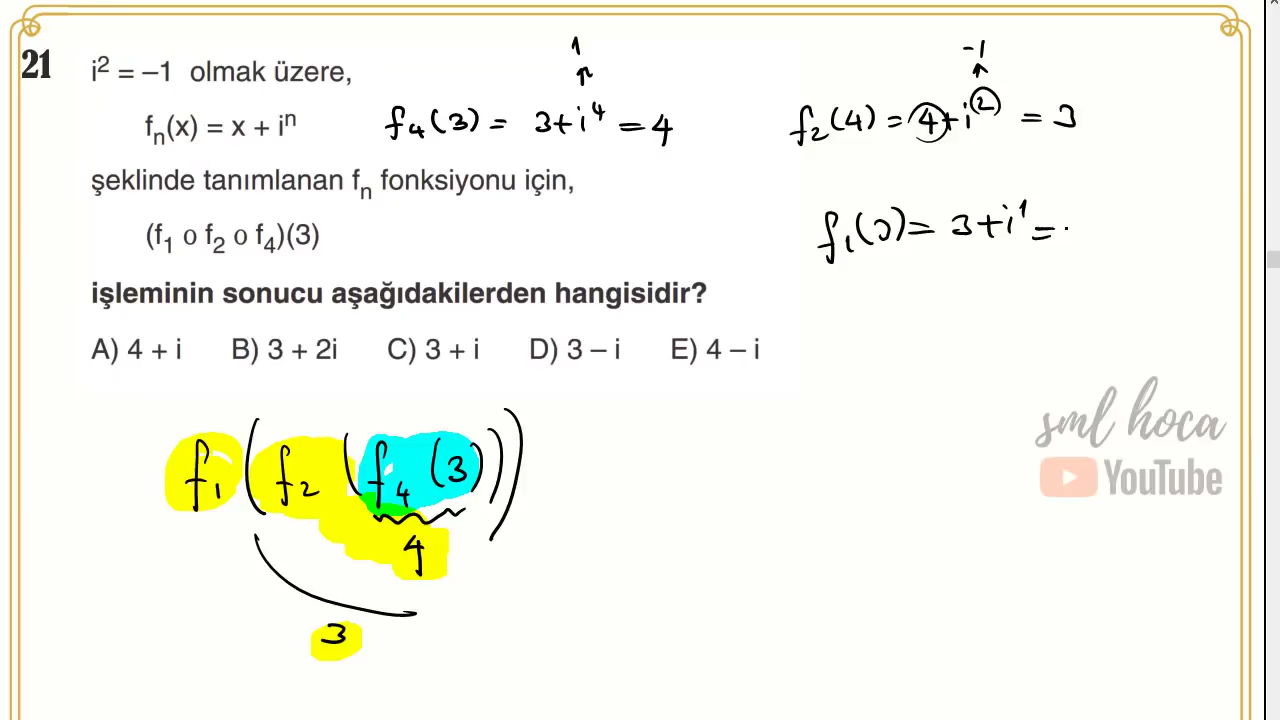 21
i² = –1 olmak üzere,
fₙ(x) = x + iⁿ
şeklinde tanımlanan fₙ fonksiyonu için,
(f₁ o f₂ o f₄)(3)
işleminin sonucu aşağıdakilerden hangisidir?
A) 4 + i B) 3 + 2i C) 3 + i D) 3 – i E) 4 – i
1
f₄(3) = 3+i⁴ = 4
-1
f₂(4) = 4+i² = 3
f₁(3) = 3+i¹ =
f₁(f₂(f₄(3)))
4
3
sml hoca
YouTube